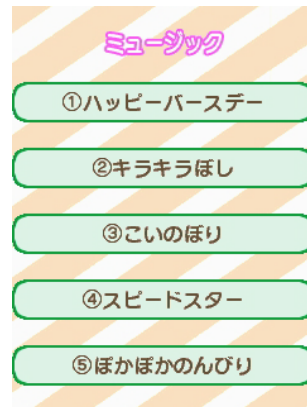 ミュージック
①ハッピーバースデー
②キラキラぼし
③こいのぼり
④スピードスター
⑤ぽかぽかのんびり